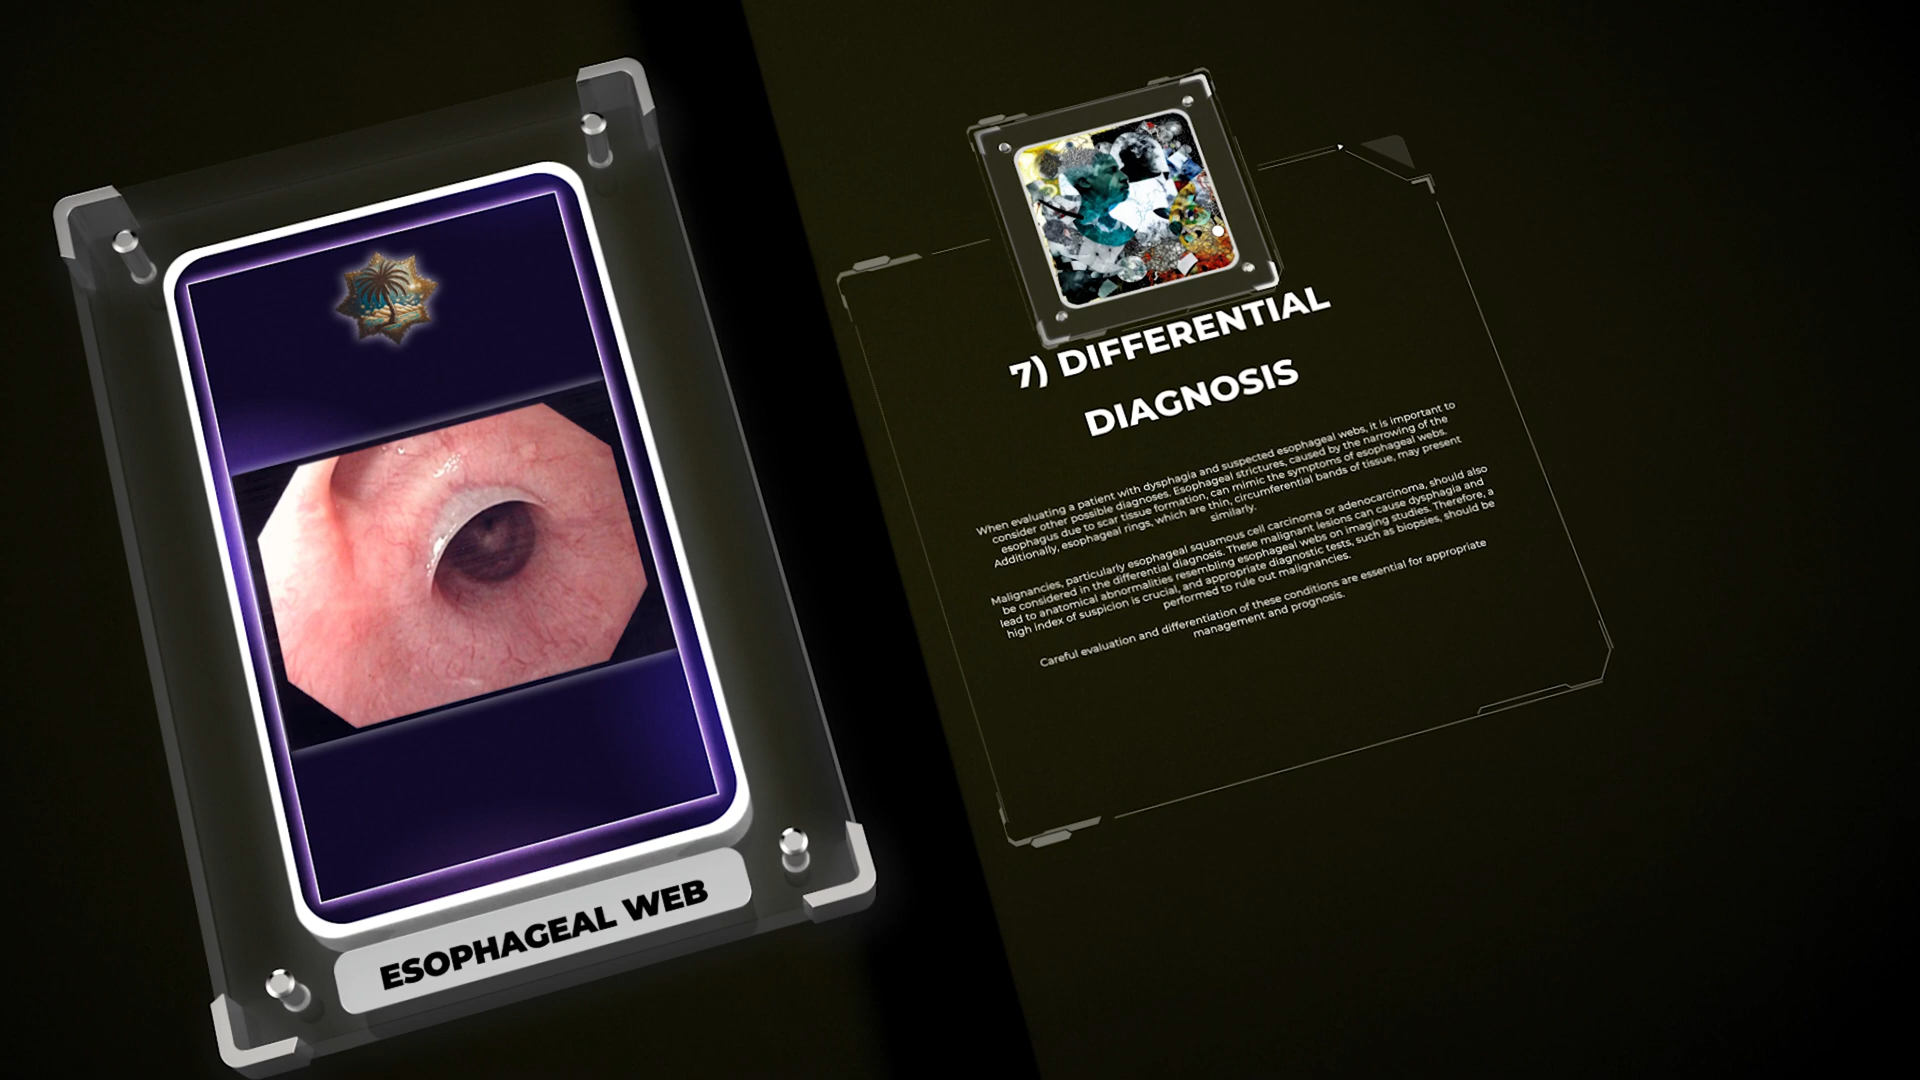 ESOPHAGEAL WEB
7) DIFFERENTIAL
DIAGNOSIS
When evaluating a patient with dysphagia and suspected esophageal webs, it is important to
consider other possible diagnoses. Esophageal strictures, caused by the narrowing of the
esophagus due to scar tissue formation, can mimic the symptoms of esophageal webs.
Additionally, esophageal rings, which are thin, circumferential bands of tissue, may present
similarly.
Malignancies, particularly esophageal squamous cell carcinoma or adenocarcinoma, should also
be considered in the differential diagnosis. These malignant lesions can cause dysphagia and
lead to anatomical abnormalities resembling esophageal webs on imaging studies. Therefore, a
high index of suspicion is crucial, and appropriate diagnostic tests, such as biopsies, should be
performed to rule out malignancies.
Careful evaluation and differentiation of these conditions are essential for appropriate
management and prognosis.